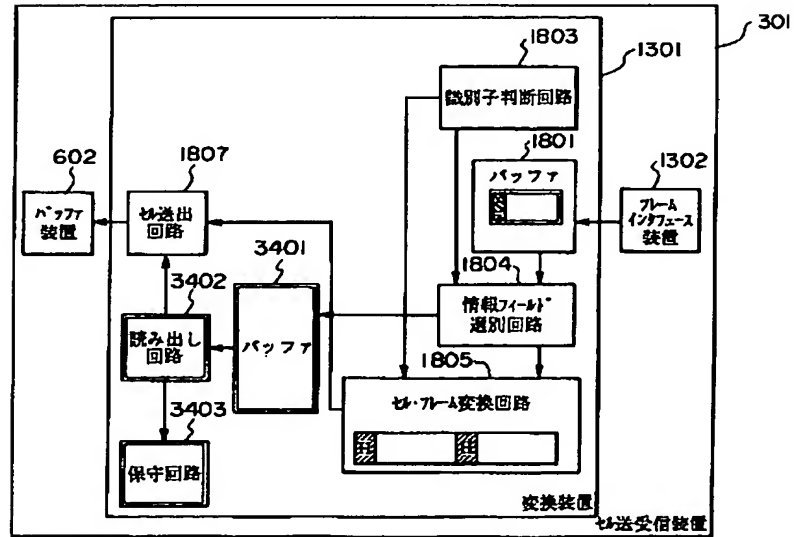 301
1301
1803
識別子判断回路
1801
バッファ
1302
フレーム
インタフェース
装置
602
バッファ
装置
1807
セル送出
回路
3401
バッファ
1804
情報フィールド
選別回路
3402
読み出し
回路
1805
セル・フレーム変換回路
3403
保守回路
変換装置
セル送受信装置